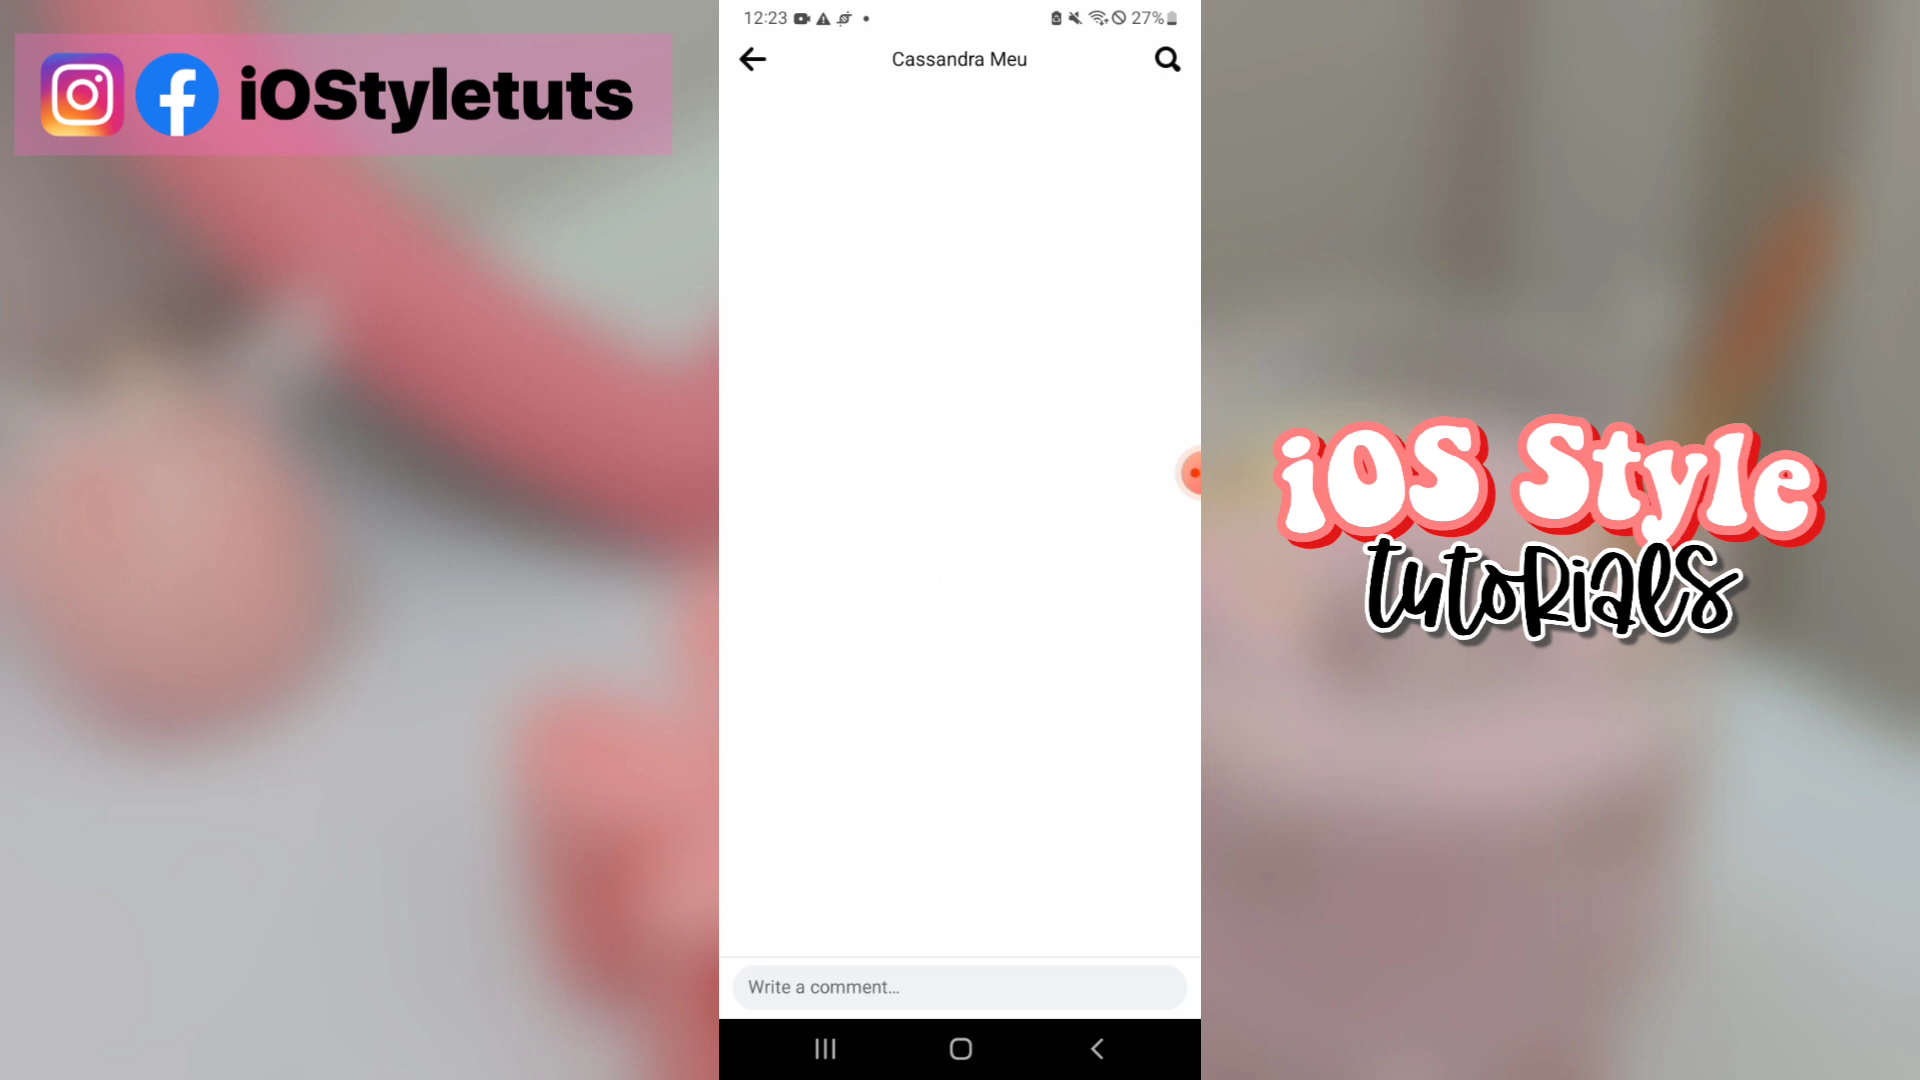 iOStyletuts
12:23
27%
Cassandra Meu
iOS Style
tutorials
Write a comment...